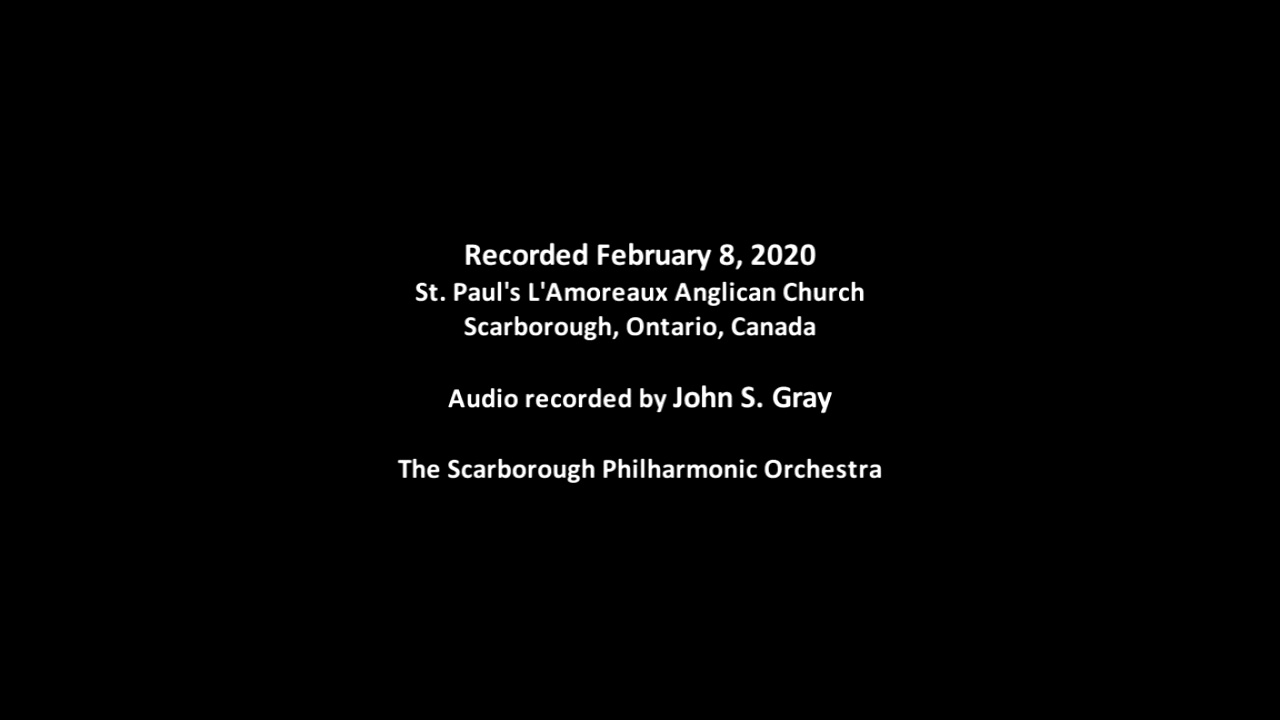 Recorded February 8, 2020
St. Paul's L'Amoreaux Anglican Church
Scarborough, Ontario, Canada
Audio recorded by John S. Gray
The Scarborough Philharmonic Orchestra